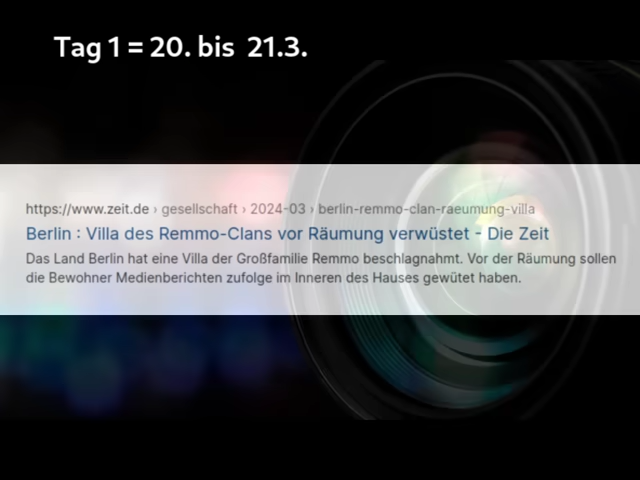 Tag 1 = 20. bis 21.3.
https://www.zeit.de › gesellschaft › 2024-03 › berlin-remmo-clan-raeumung-villa
Berlin : Villa des Remmo-Clans vor Räumung verwüstet - Die Zeit
Das Land Berlin hat eine Villa der Großfamilie Remmo beschlagnahmt. Vor der Räumung sollen
die Bewohner Medienberichten zufolge im Inneren des Hauses gewütet haben.